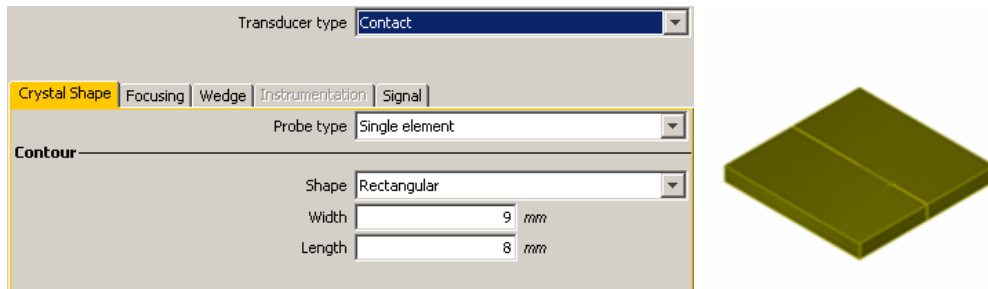 Transducer type Contact
Crystal Shape Focusing Wedge Instrumentation Signal
Probe type Single element
Contour
Shape Rectangular
Width 9 mm
Length 8 mm